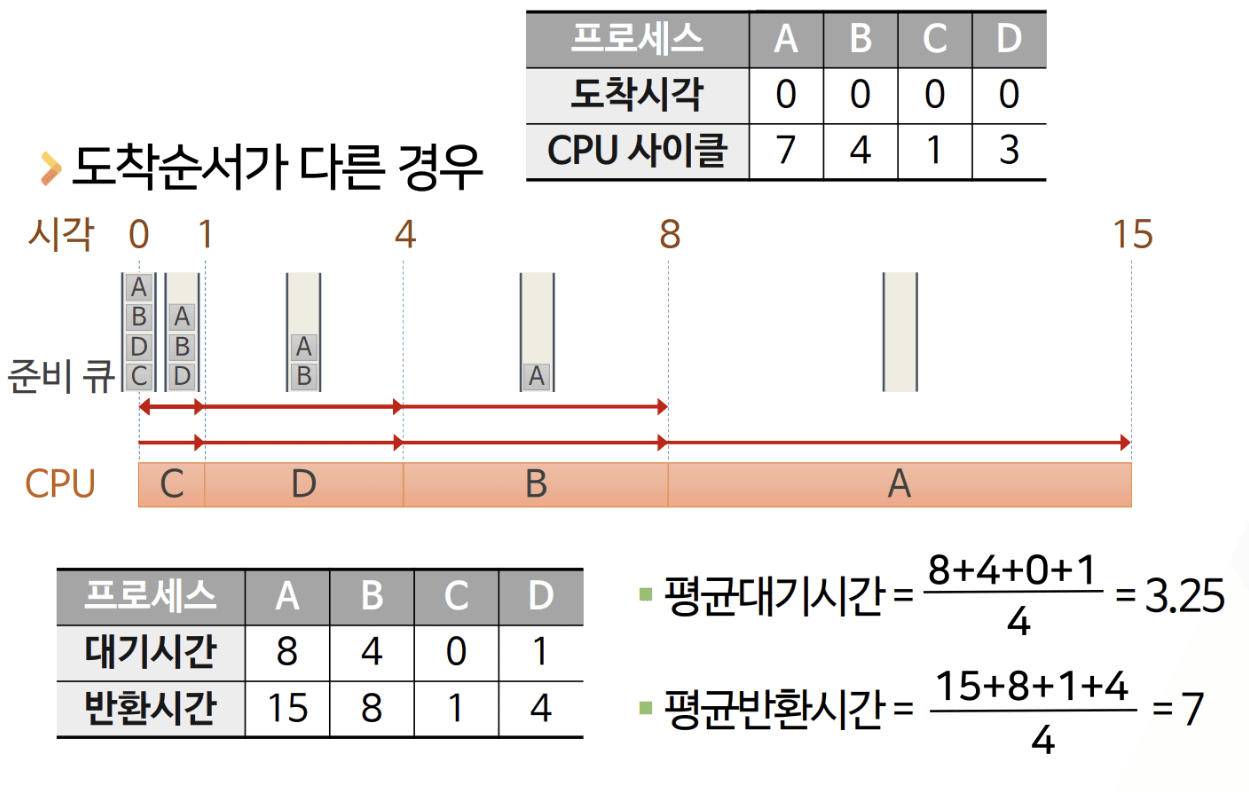 프로세스 A B C D
도착시각 0 0 0 0
CPU 사이클 7 4 1 3
도착순서가 다른 경우
시각 0 1 4 8 15
A
B A
D B A
준비 큐 C D B A
CPU C D B A
프로세스 A B C D
대기시간 8 4 0 1
반환시간 15 8 1 4
평균대기시간 = 8+4+0+1 / 4 = 3.25
평균반환시간 = 15+8+1+4 / 4 = 7